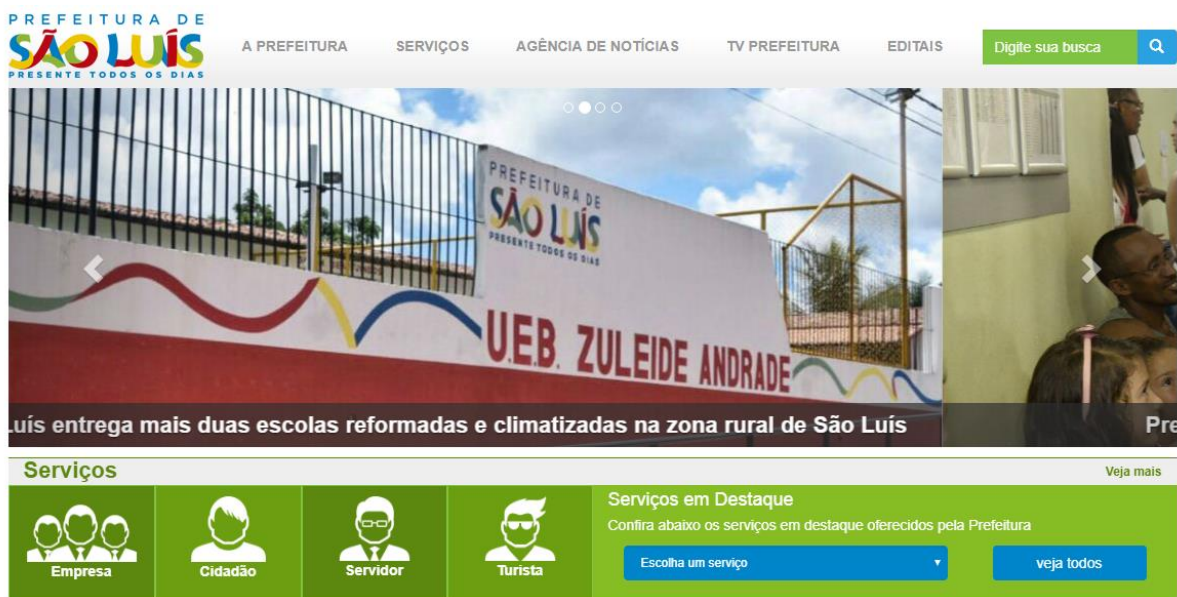 PREFEITURA DE
SÃO LUÍS
PRESENTE TODOS OS DIAS
A PREFEITURA
SERVIÇOS
AGÊNCIA DE NOTÍCIAS
TV PREFEITURA
EDITAIS
Digite sua busca
PREFEITURA DE
SÃO LUÍS
PRESENTE TODOS OS DIAS
U.E.B. ZULEIDE ANDRADE
Luís entrega mais duas escolas reformadas e climatizadas na zona rural de São Luís
Pre
Serviços
Veja mais
Empresa
Cidadão
Servidor
Turista
Serviços em Destaque
Confira abaixo os serviços em destaque oferecidos pela Prefeitura
Escolha um serviço
veja todos